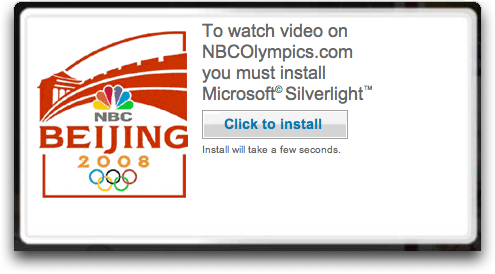 To watch video on
NBCOlympics.com
you must install
Microsoft© Silverlight™
NBC
BEIJING
2008
Click to install
Install will take a few seconds.